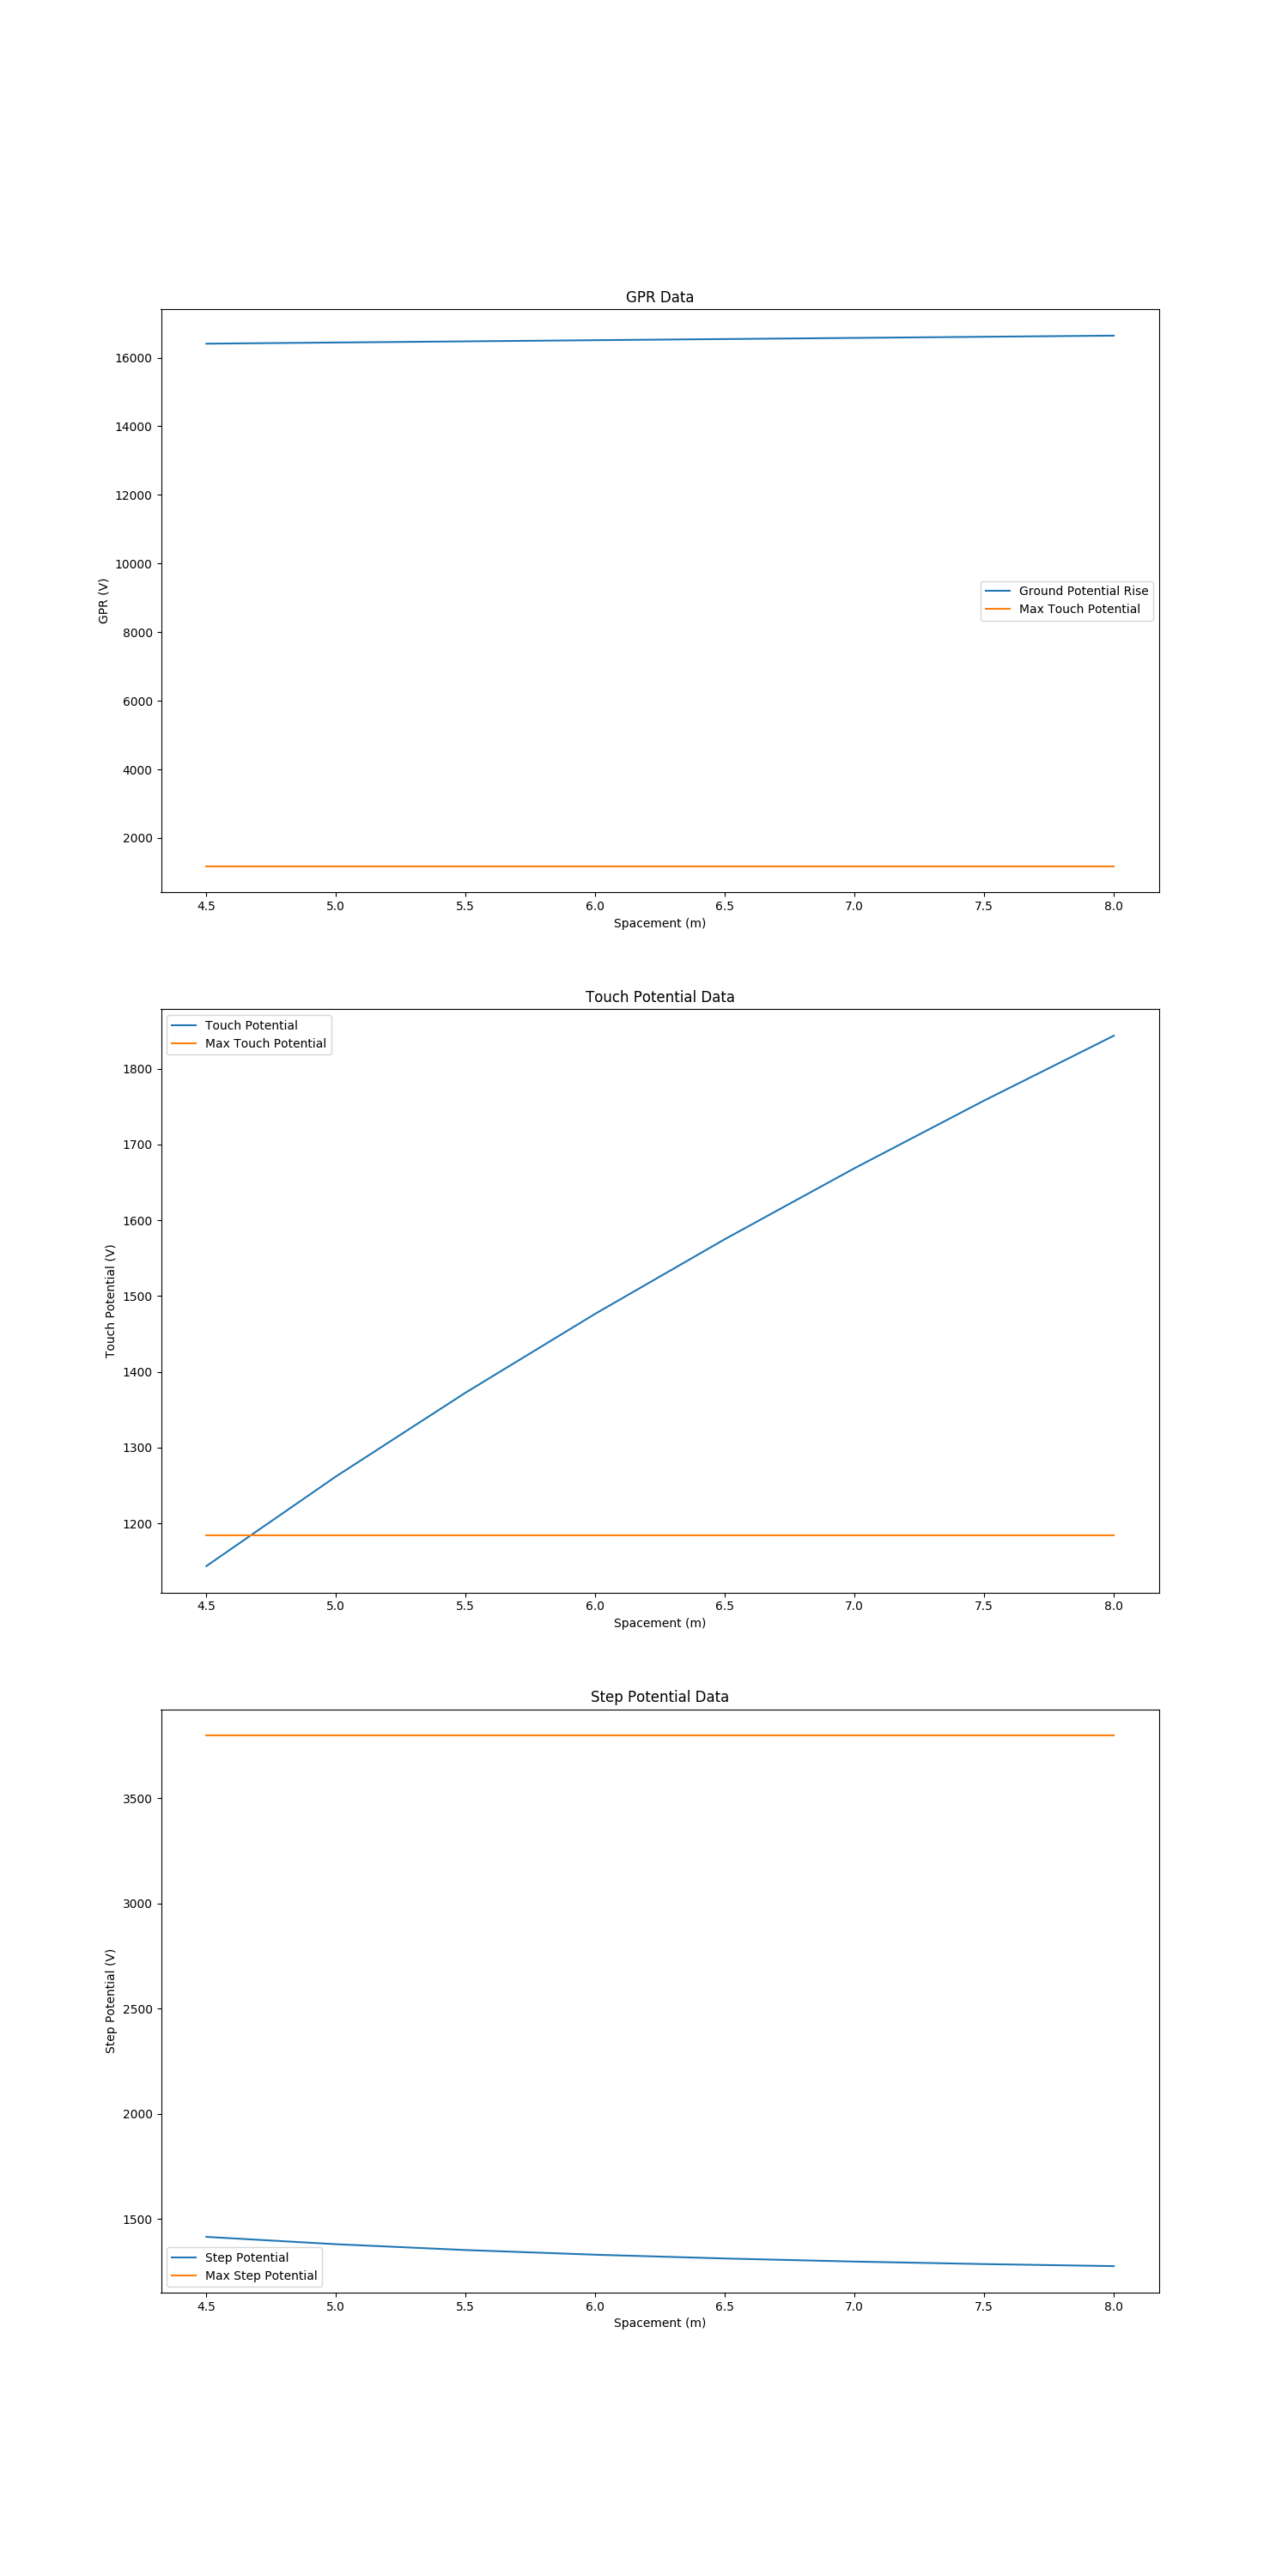 GPR Data
16000
14000
12000
10000
8000
6000
4000
2000
GPR (V)
Ground Potential Rise
Max Touch Potential
4.5 5.0 5.5 6.0 6.5 7.0 7.5 8.0
Spacement (m)
Touch Potential Data
Touch Potential
Max Touch Potential
1800
1700
1600
1500
1400
1300
1200
Touch Potential (V)
4.5 5.0 5.5 6.0 6.5 7.0 7.5 8.0
Spacement (m)
Step Potential Data
3500
3000
2500
2000
1500
Step Potential (V)
Step Potential
Max Step Potential
4.5 5.0 5.5 6.0 6.5 7.0 7.5 8.0
Spacement (m)